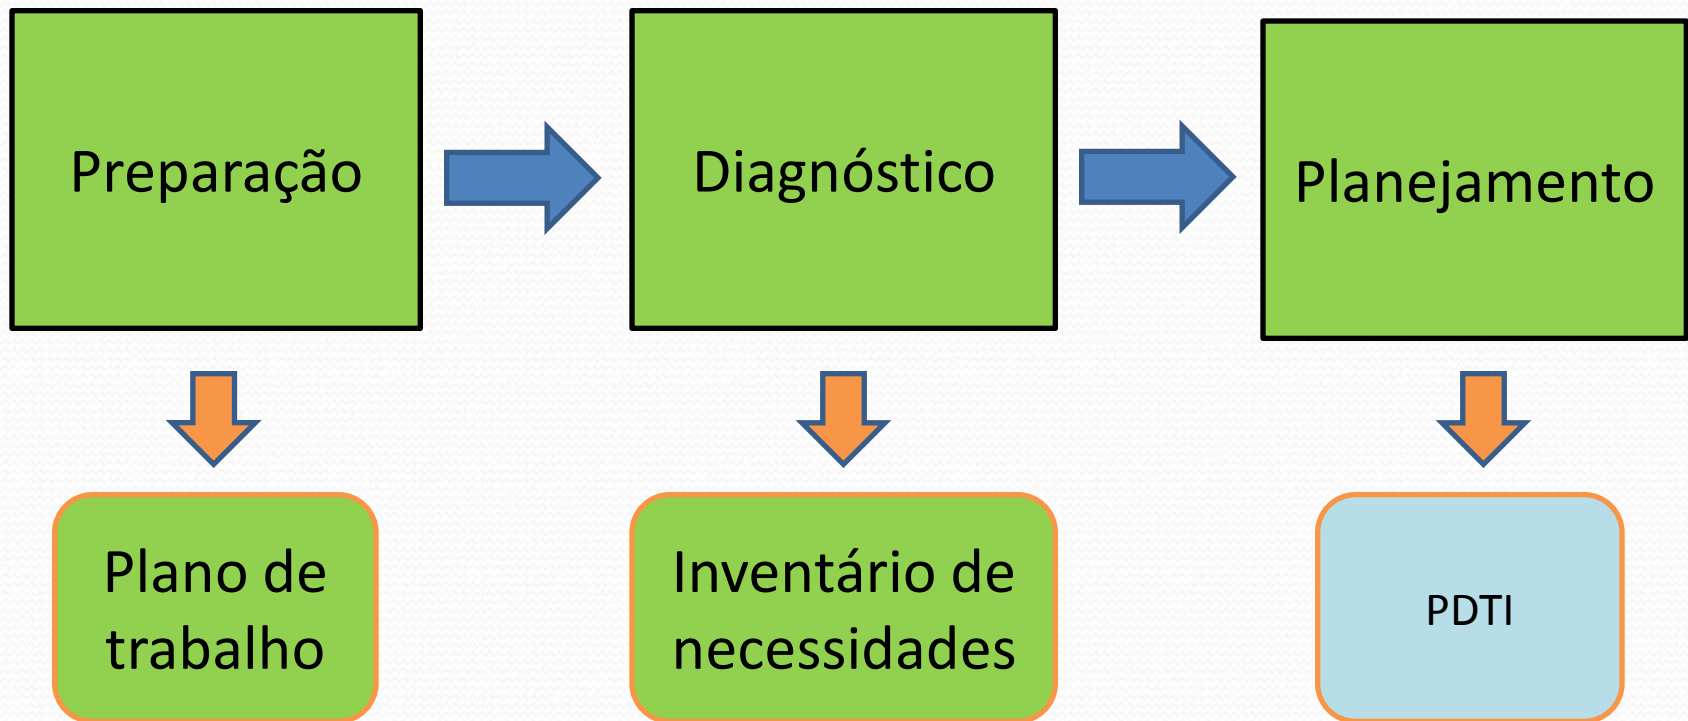 Preparação
Diagnóstico
Planejamento
Plano de
trabalho
Inventário de
necessidades
PDTI